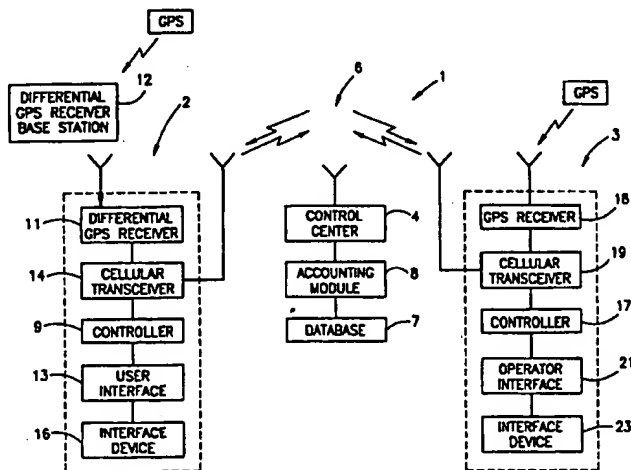 GPS
12
DIFFERENTIAL
GPS RECEIVER
BASE STATION
2
6
1
GPS
3
11
DIFFERENTIAL
GPS RECEIVER
14
CELLULAR
TRANSCEIVER
9
CONTROLLER
13
USER
INTERFACE
16
INTERFACE
DEVICE
CONTROL
CENTER
4
ACCOUNTING
MODULE
8
DATABASE
7
GPS RECEIVER
18
CELLULAR
TRANSCEIVER
19
CONTROLLER
17
OPERATOR
INTERFACE
21
INTERFACE
DEVICE
23